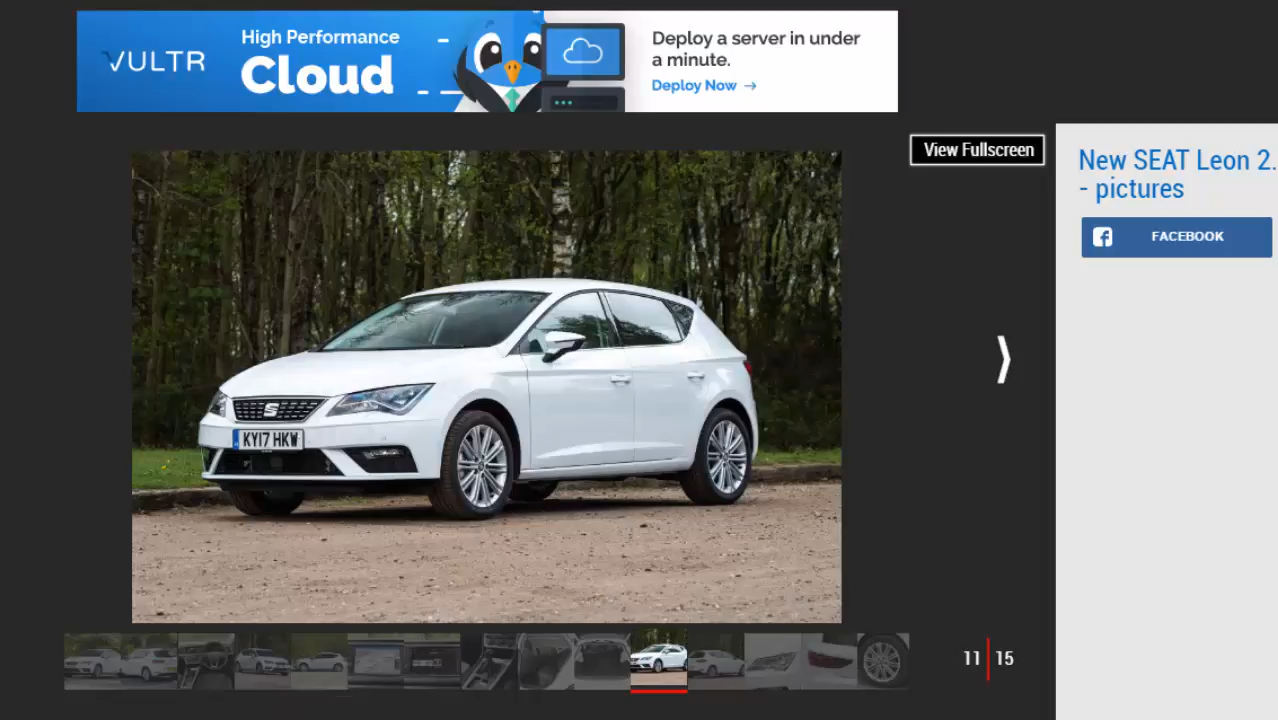 VULTR
High Performance
Cloud
Deploy a server in under
a minute.
Deploy Now →
View Fullscreen
New SEAT Leon 2.
- pictures
FACEBOOK
KY17 HKW
11 15